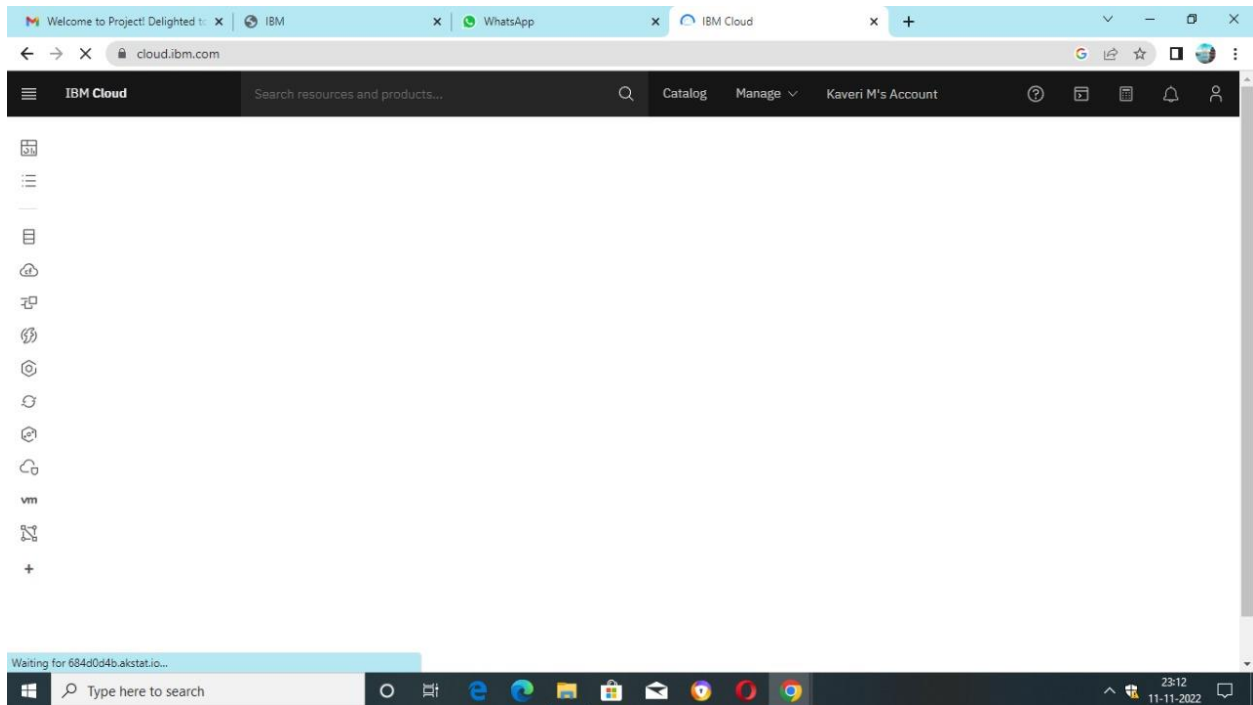 Welcome to Project! Delighted to
IBM
WhatsApp
IBM Cloud
cloud.ibm.com
IBM Cloud
Search resources and products...
Catalog
Manage
Kaveri M's Account
vm
Waiting for 684d0d4b.akstat.io...
Type here to search
23:12
11-11-2022